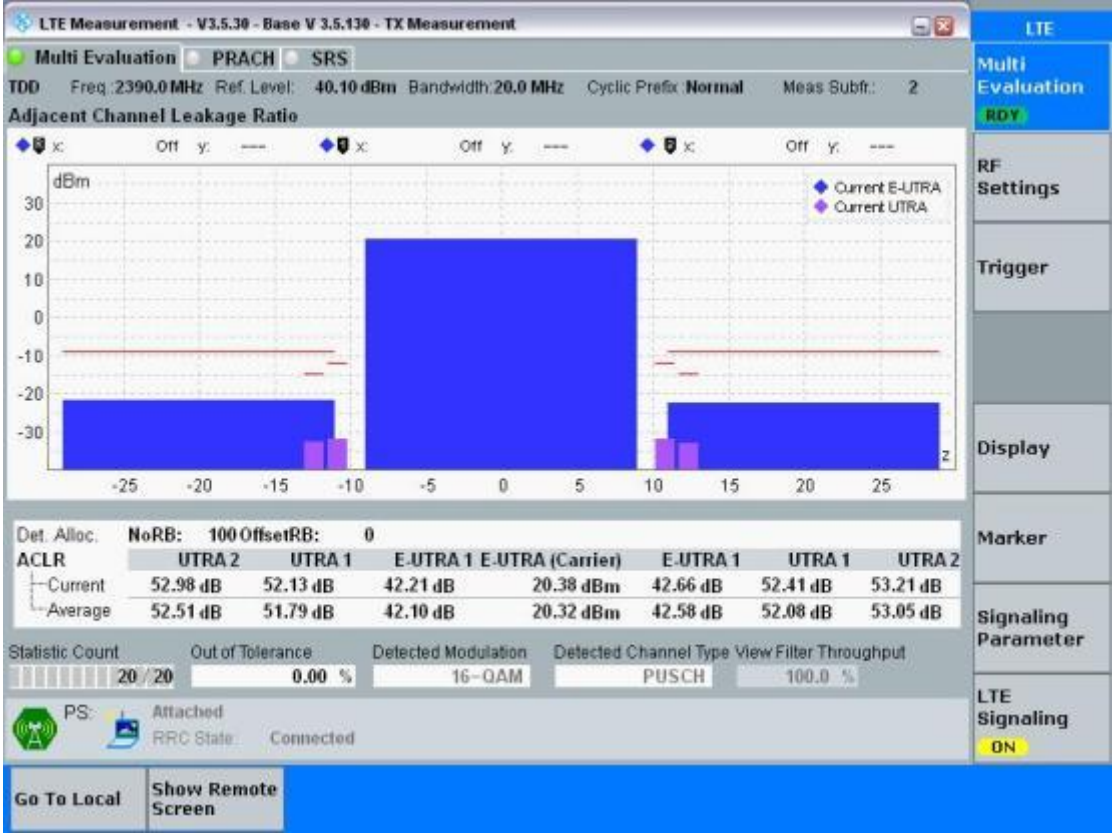 LTE Measurement - V3.5.30 - Base V 3.5.130 - TX Measurement
Multi Evaluation PRACH SRS
TDD Freq.:2390.0 MHz Ref. Level: 40.10 dBm Bandwidth:20.0 MHz Cyclic Prefix :Normal Meas Subfr.: 2
Adjacent Channel Leakage Ratio
x: Off y: --- x: Off y: --- x: Off y: ---
dBm
Current E-UTRA
Current UTRA
30
20
10
0
-10
-20
-30
z
-25 -20 -15 -10 -5 0 5 10 15 20 25
Det. Alloc. NoRB: 100 OffsetRB: 0
ACLR UTRA 2 UTRA 1 E-UTRA 1 E-UTRA (Carrier) E-UTRA 1 UTRA 1 UTRA 2
Current 52.98 dB 52.13 dB 42.21 dB 20.38 dBm 42.66 dB 52.41 dB 53.21 dB
Average 52.51 dB 51.79 dB 42.10 dB 20.32 dBm 42.58 dB 52.08 dB 53.05 dB
Statistic Count Out of Tolerance Detected Modulation Detected Channel Type View Filter Throughput
20 / 20 0.00 % 16-QAM PUSCH 100.0 %
PS: Attached
RRC State: Connected
LTE
Multi
Evaluation
RDY
RF
Settings
Trigger
Display
Marker
Signaling
Parameter
LTE
Signaling
ON
Go To Local
Show Remote
Screen